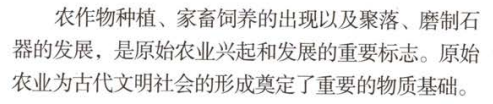 农作物种植、家畜饲养的出现以及聚落、磨制石
器的发展，是原始农业兴起和发展的重要标志。原始
农业为古代文明社会的形成奠定了重要的物质基础。